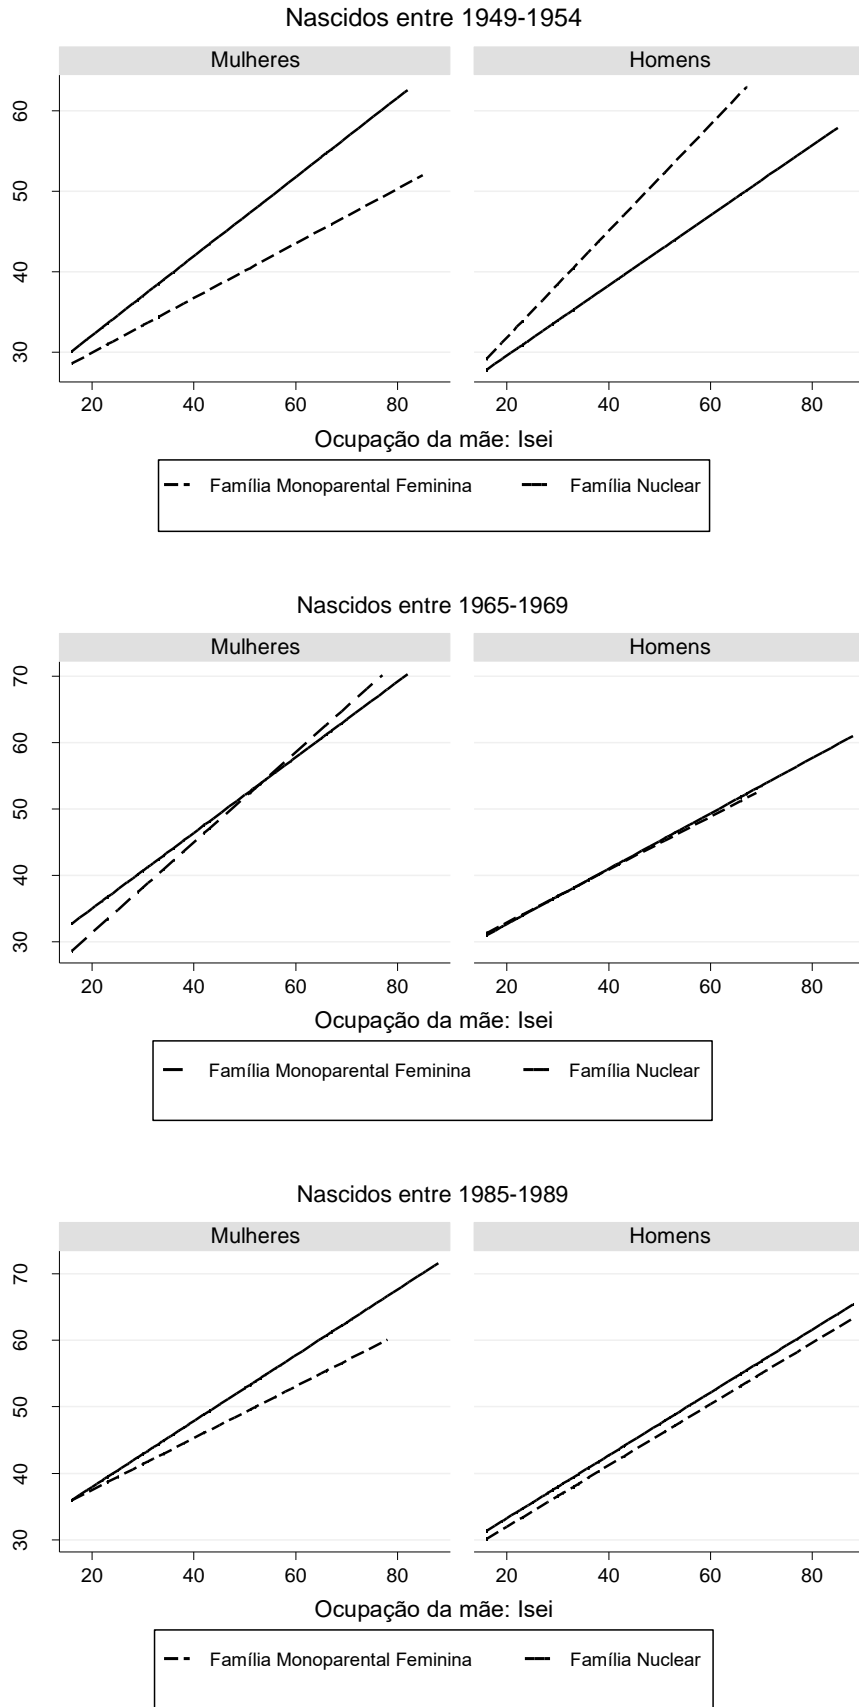 Nascidos entre 1949-1954
Mulheres Homens
60
50
40
30
20 40 60 80 20 40 60 80
Ocupação da mãe: Isei
Família Monoparental Feminina Família Nuclear
Nascidos entre 1965-1969
Mulheres Homens
70
60
50
40
30
20 40 60 80 20 40 60 80
Ocupação da mãe: Isei
Família Monoparental Feminina Família Nuclear
Nascidos entre 1985-1989
Mulheres Homens
70
60
50
40
30
20 40 60 80 20 40 60 80
Ocupação da mãe: Isei
Família Monoparental Feminina Família Nuclear